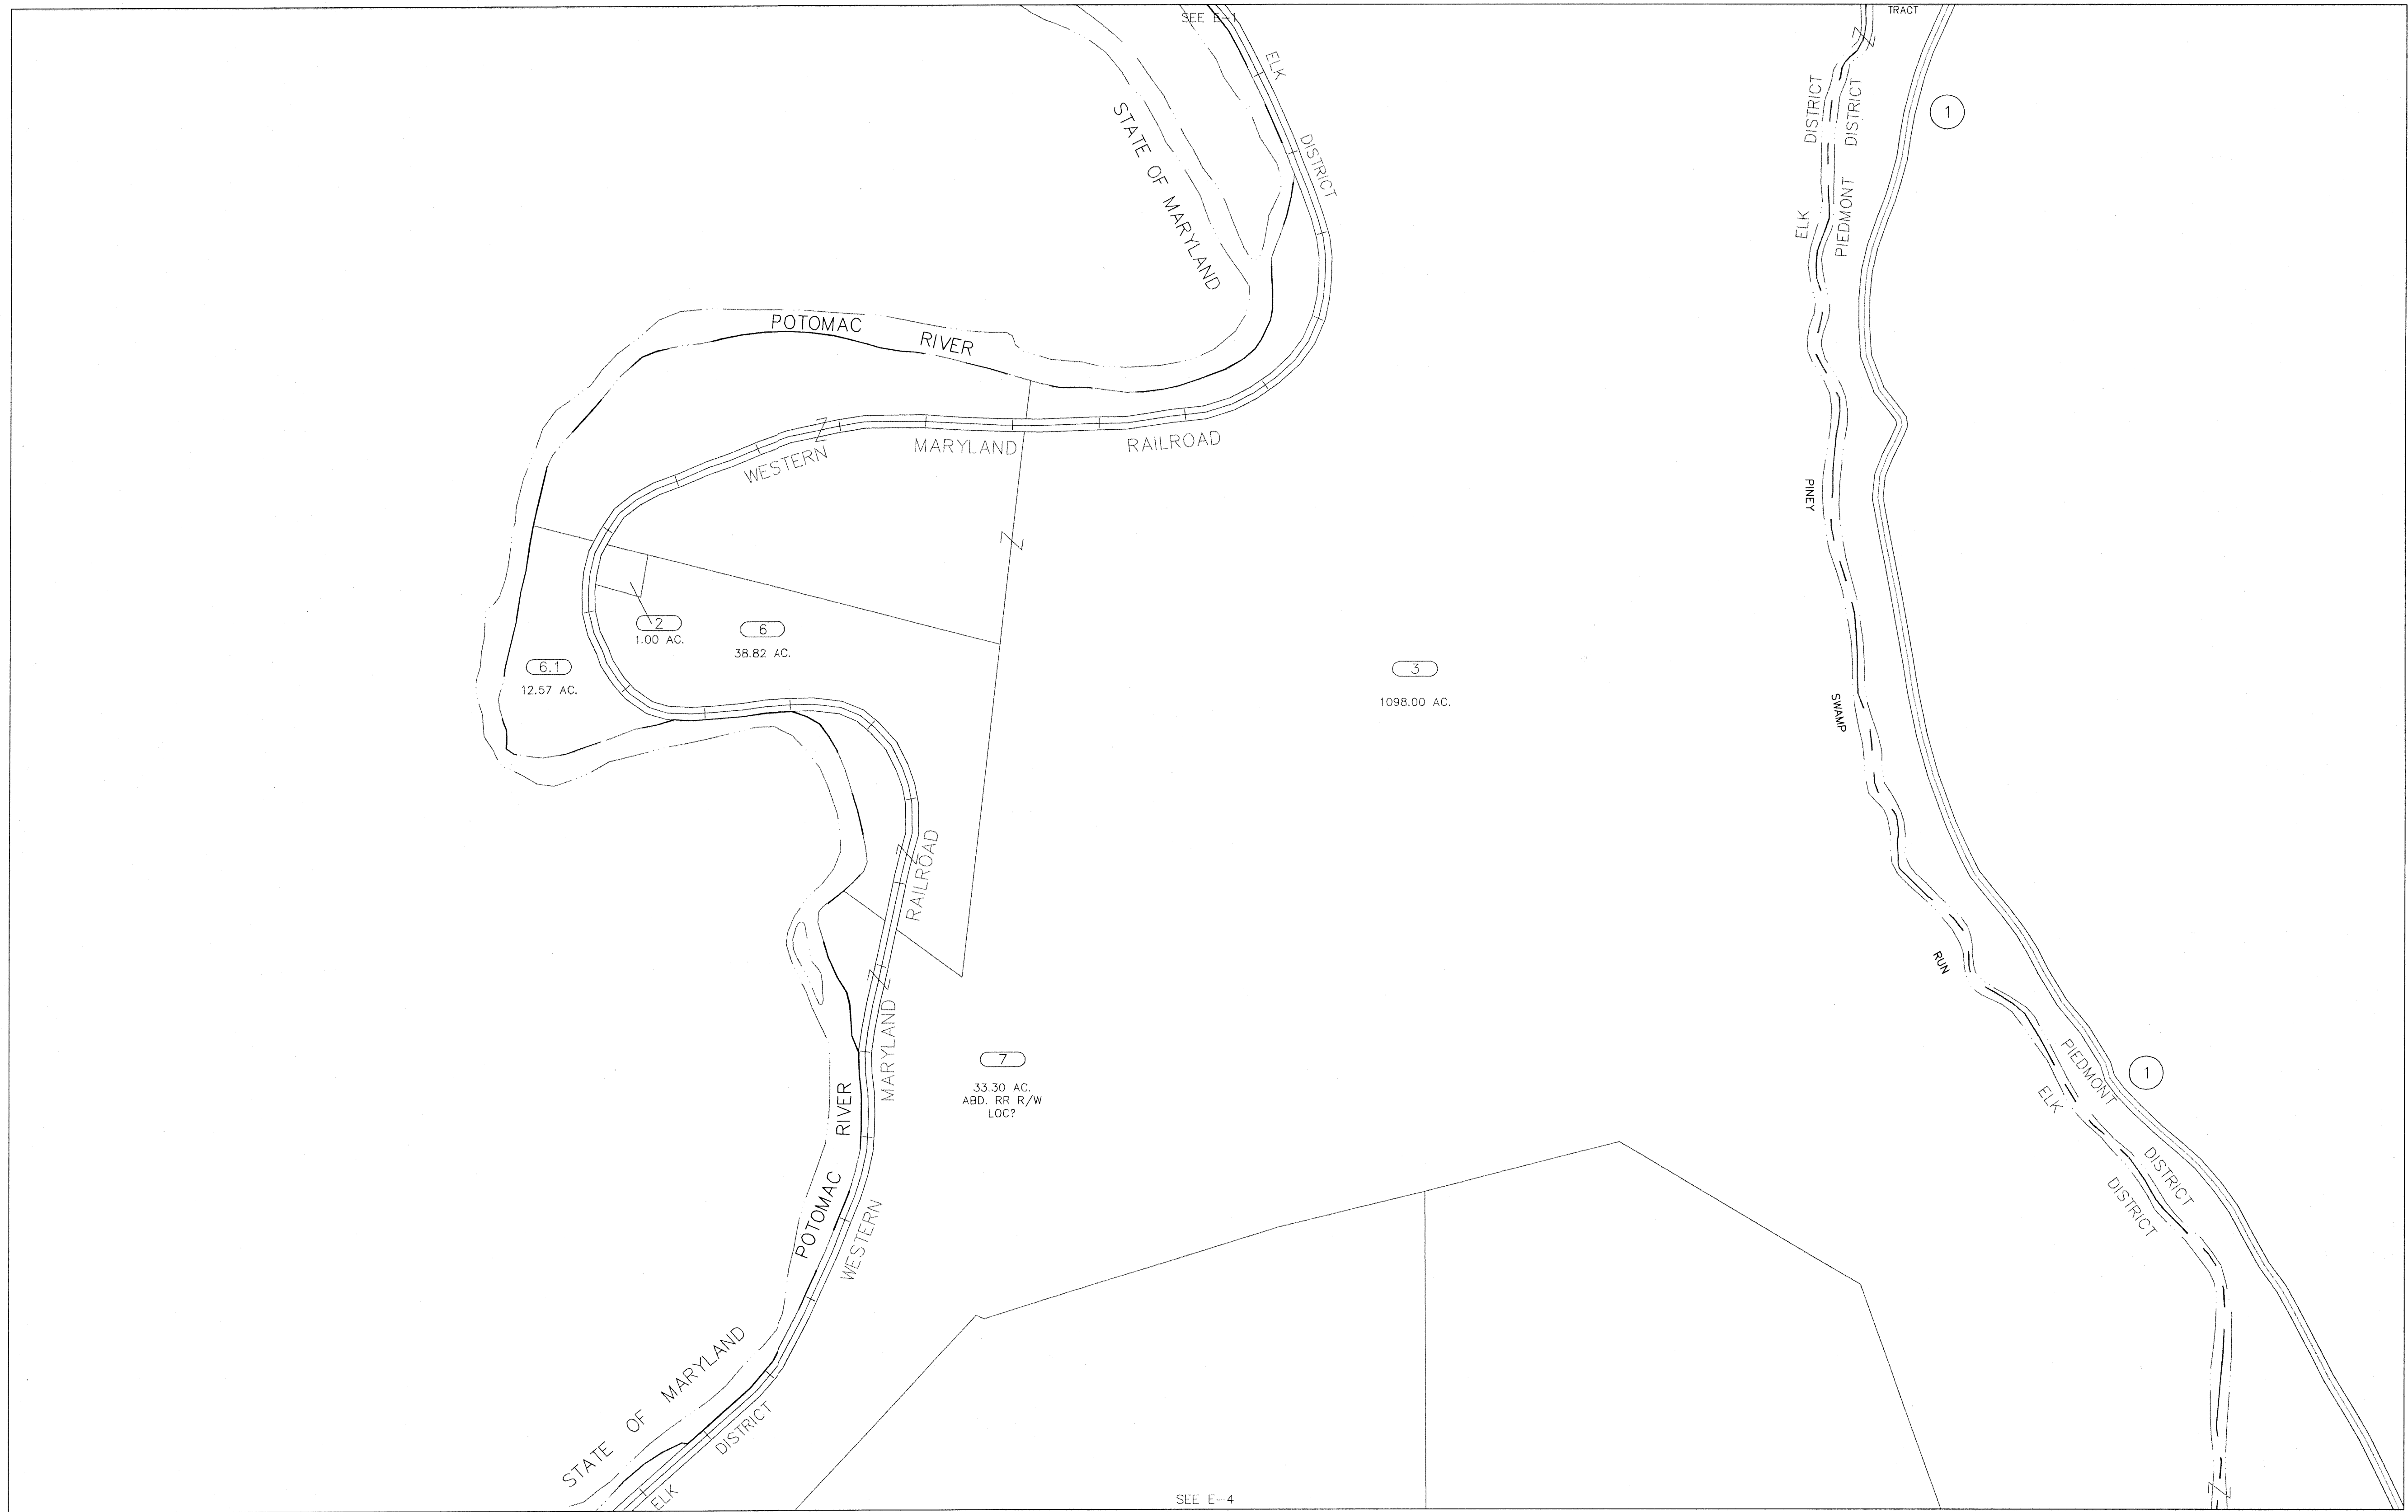 SEE E-1
TRACT
ELK
DISTRICT
STATE OF MARYLAND
ELK DISTRICT
PIEDMONT DISTRICT
1
POTOMAC RIVER
WESTERN MARYLAND RAILROAD
PINEY
SWAMP
RUN
2
1.00 AC.
6
38.82 AC.
6.1
12.57 AC.
3
1098.00 AC.
RAILROAD
MARYLAND
WESTERN
7
33.30 AC.
ABD. RR R/W
LOC?
POTOMAC RIVER
PIEDMONT DISTRICT
ELK DISTRICT
1
STATE OF MARYLAND
ELK DISTRICT
SEE E-4